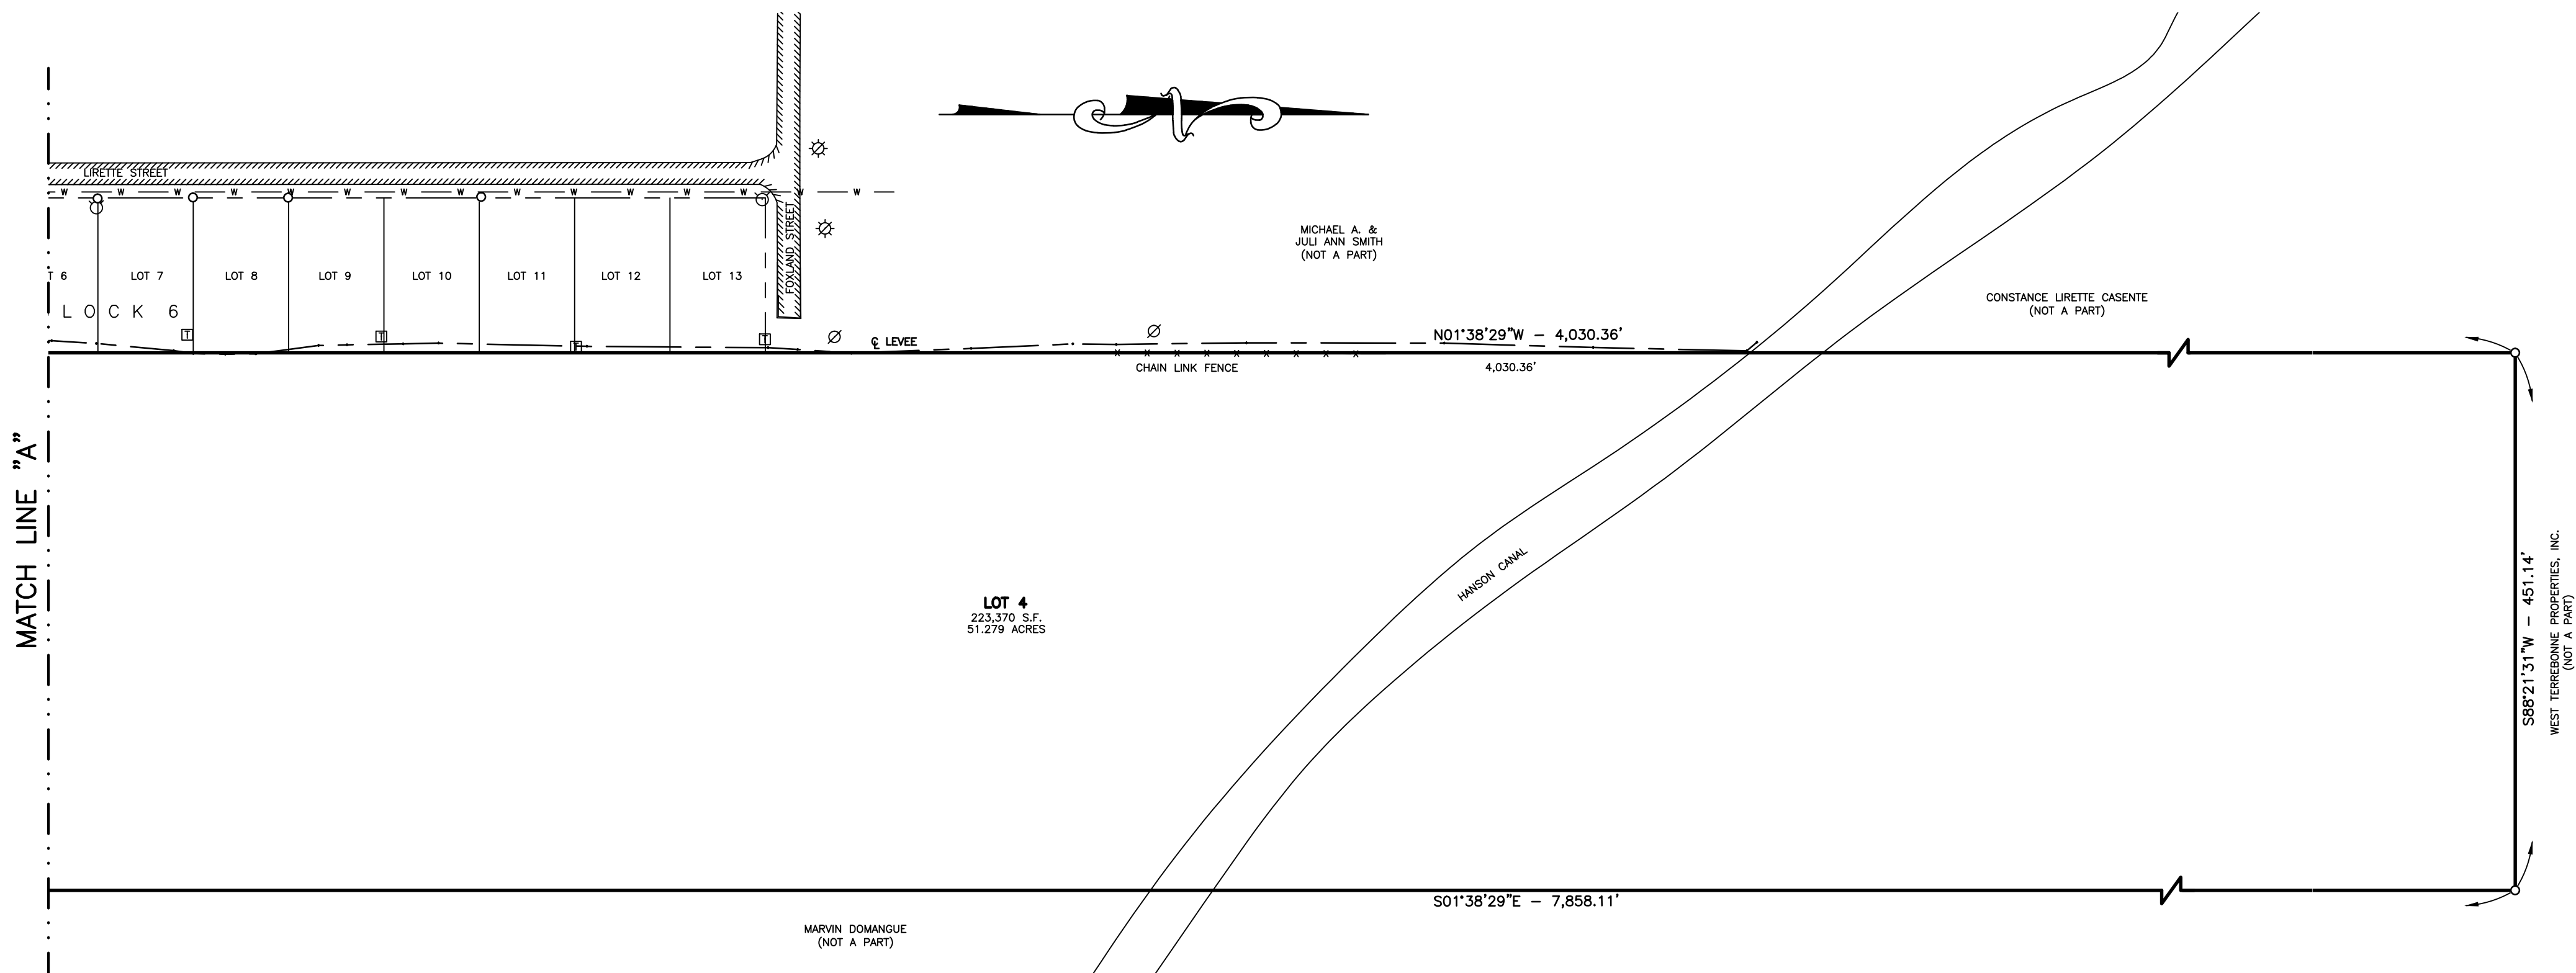 N
LIRETTE STREET
W W W W W W W W W W W W W W W
FOXLAND STREET
MICHAEL A. &
JULI ANN SMITH
(NOT A PART)
T 6
LOT 7
LOT 8
LOT 9
LOT 10
LOT 11
LOT 12
LOT 13
LOCK 6
T
T
T
T
CONSTANCE LIRETTE CASENTE
(NOT A PART)
℄ LEVEE
N01°38'29"W – 4,030.36'
CHAIN LINK FENCE
4,030.36'
MATCH LINE "A"
LOT 4
223,370 S.F.
51.279 ACRES
HANSON CANAL
S88°21'31"W – 451.14'
WEST TERREBONNE PROPERTIES, INC.
(NOT A PART)
S01°38'29"E – 7,858.11'
MARVIN DOMANGUE
(NOT A PART)